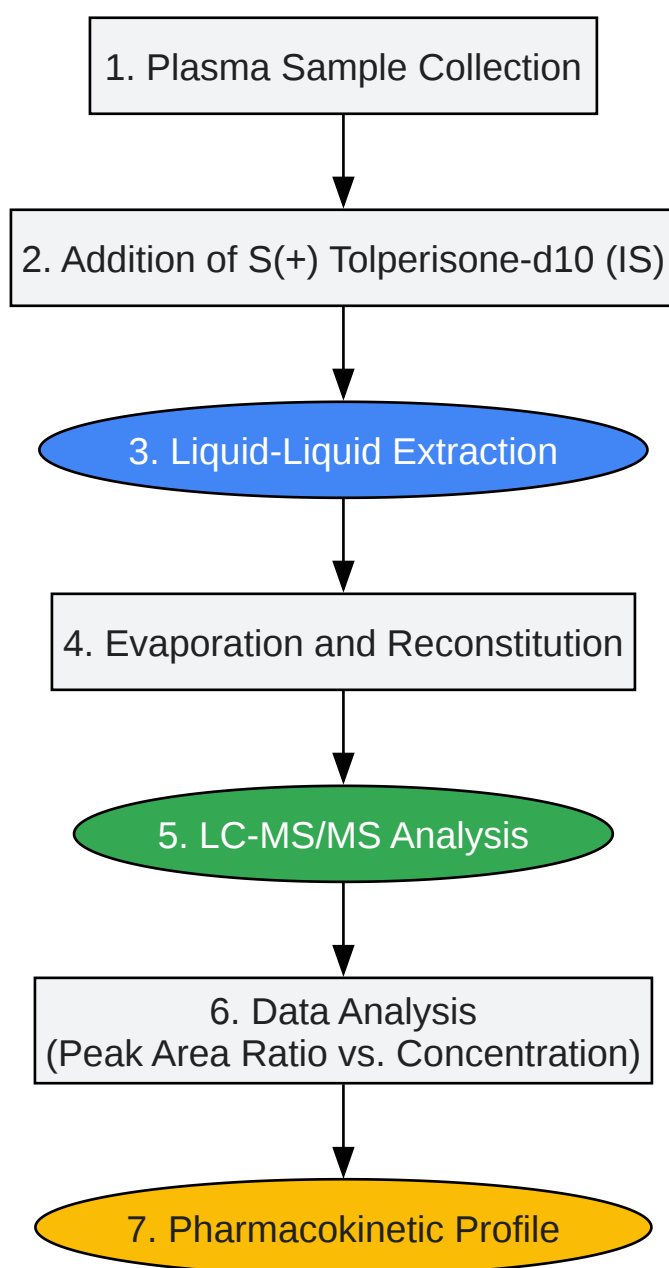 1. Plasma Sample Collection
2. Addition of S(+) Tolperisone-d10 (IS)
3. Liquid-Liquid Extraction
4. Evaporation and Reconstitution
5. LC-MS/MS Analysis
6. Data Analysis
(Peak Area Ratio vs. Concentration)
7. Pharmacokinetic Profile